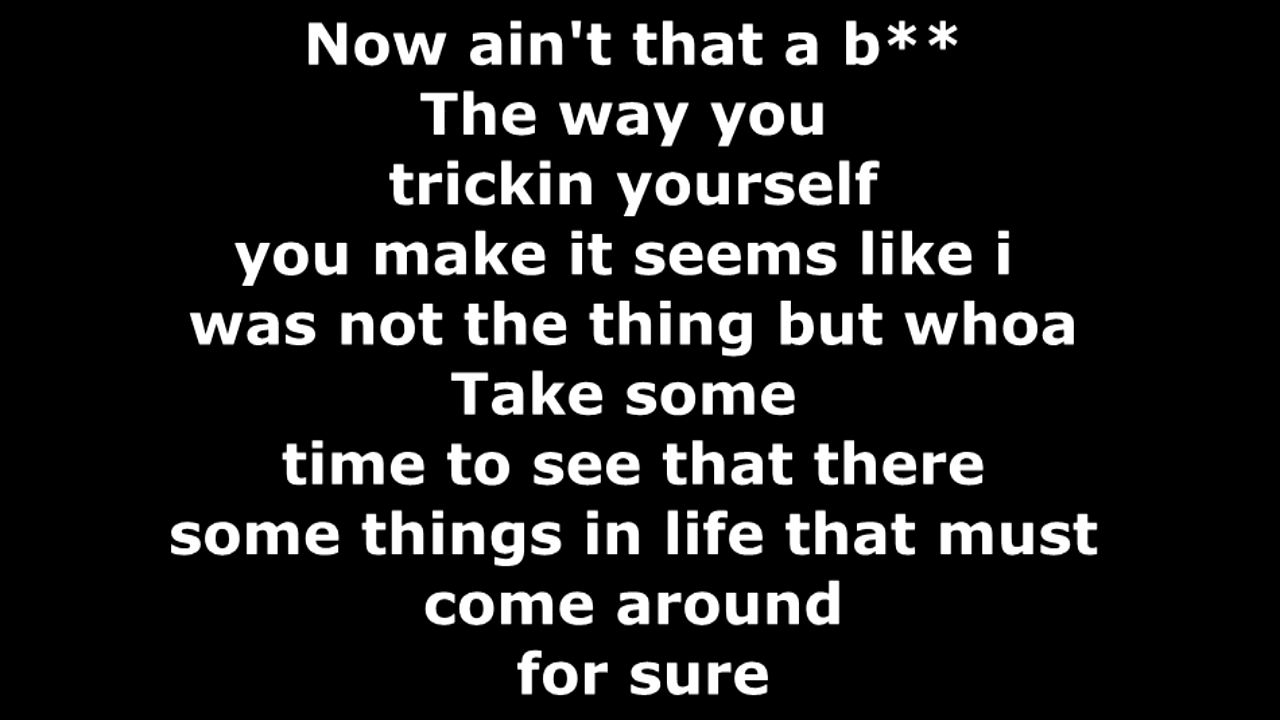 Now ain't that a b**
The way you
trickin yourself
you make it seems like i
was not the thing but whoa
Take some
time to see that there
some things in life that must
come around
for sure